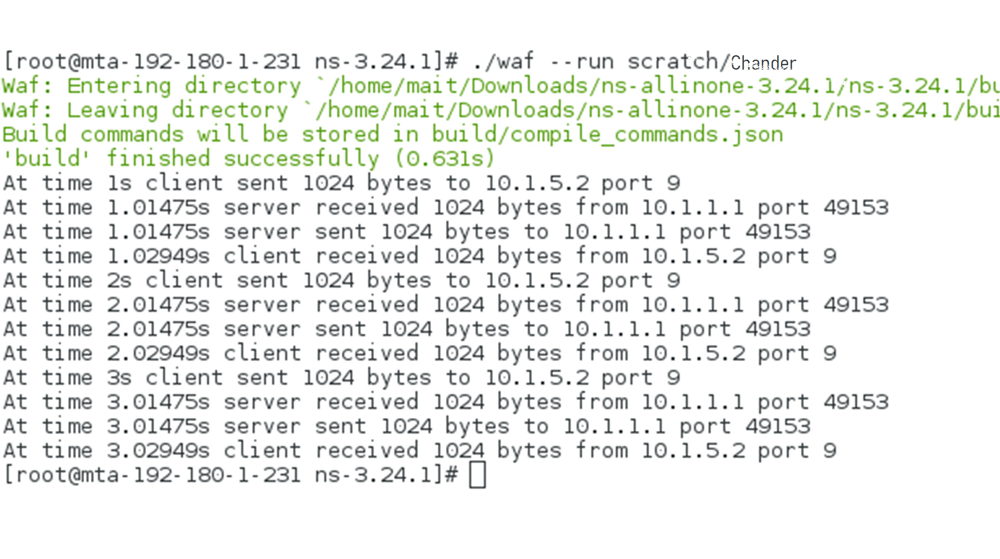 [root@mta-192-180-1-231 ns-3.24.1]# ./waf --run scratch/Chander
Waf: Entering directory `/home/mait/Downloads/ns-allinone-3.24.1/ns-3.24.1/bu
Waf: Leaving directory `/home/mait/Downloads/ns-allinone-3.24.1/ns-3.24.1/bui
Build commands will be stored in build/compile_commands.json
'build' finished successfully (0.631s)
At time 1s client sent 1024 bytes to 10.1.5.2 port 9
At time 1.01475s server received 1024 bytes from 10.1.1.1 port 49153
At time 1.01475s server sent 1024 bytes to 10.1.1.1 port 49153
At time 1.02949s client received 1024 bytes from 10.1.5.2 port 9
At time 2s client sent 1024 bytes to 10.1.5.2 port 9
At time 2.01475s server received 1024 bytes from 10.1.1.1 port 49153
At time 2.01475s server sent 1024 bytes to 10.1.1.1 port 49153
At time 2.02949s client received 1024 bytes from 10.1.5.2 port 9
At time 3s client sent 1024 bytes to 10.1.5.2 port 9
At time 3.01475s server received 1024 bytes from 10.1.1.1 port 49153
At time 3.01475s server sent 1024 bytes to 10.1.1.1 port 49153
At time 3.02949s client received 1024 bytes from 10.1.5.2 port 9
[root@mta-192-180-1-231 ns-3.24.1]#